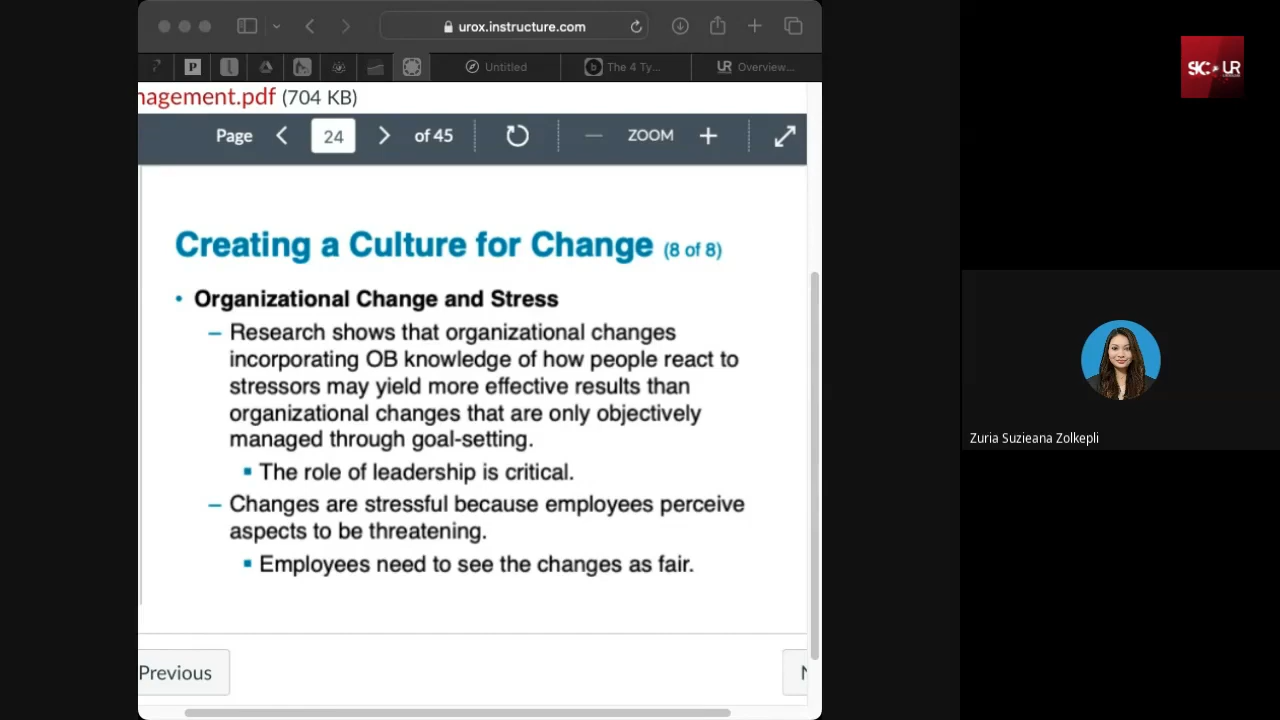 urox.instructure.com
P
Untitled
b
The 4 Ty...
UR
Overview...
nagement.pdf (704 KB)
Page
24
of 45
ZOOM
Creating a Culture for Change (8 of 8)
• Organizational Change and Stress
– Research shows that organizational changes
incorporating OB knowledge of how people react to
stressors may yield more effective results than
organizational changes that are only objectively
managed through goal-setting.
▪ The role of leadership is critical.
– Changes are stressful because employees perceive
aspects to be threatening.
▪ Employees need to see the changes as fair.
Previous
UR
Zuria Suzieana Zolkepli